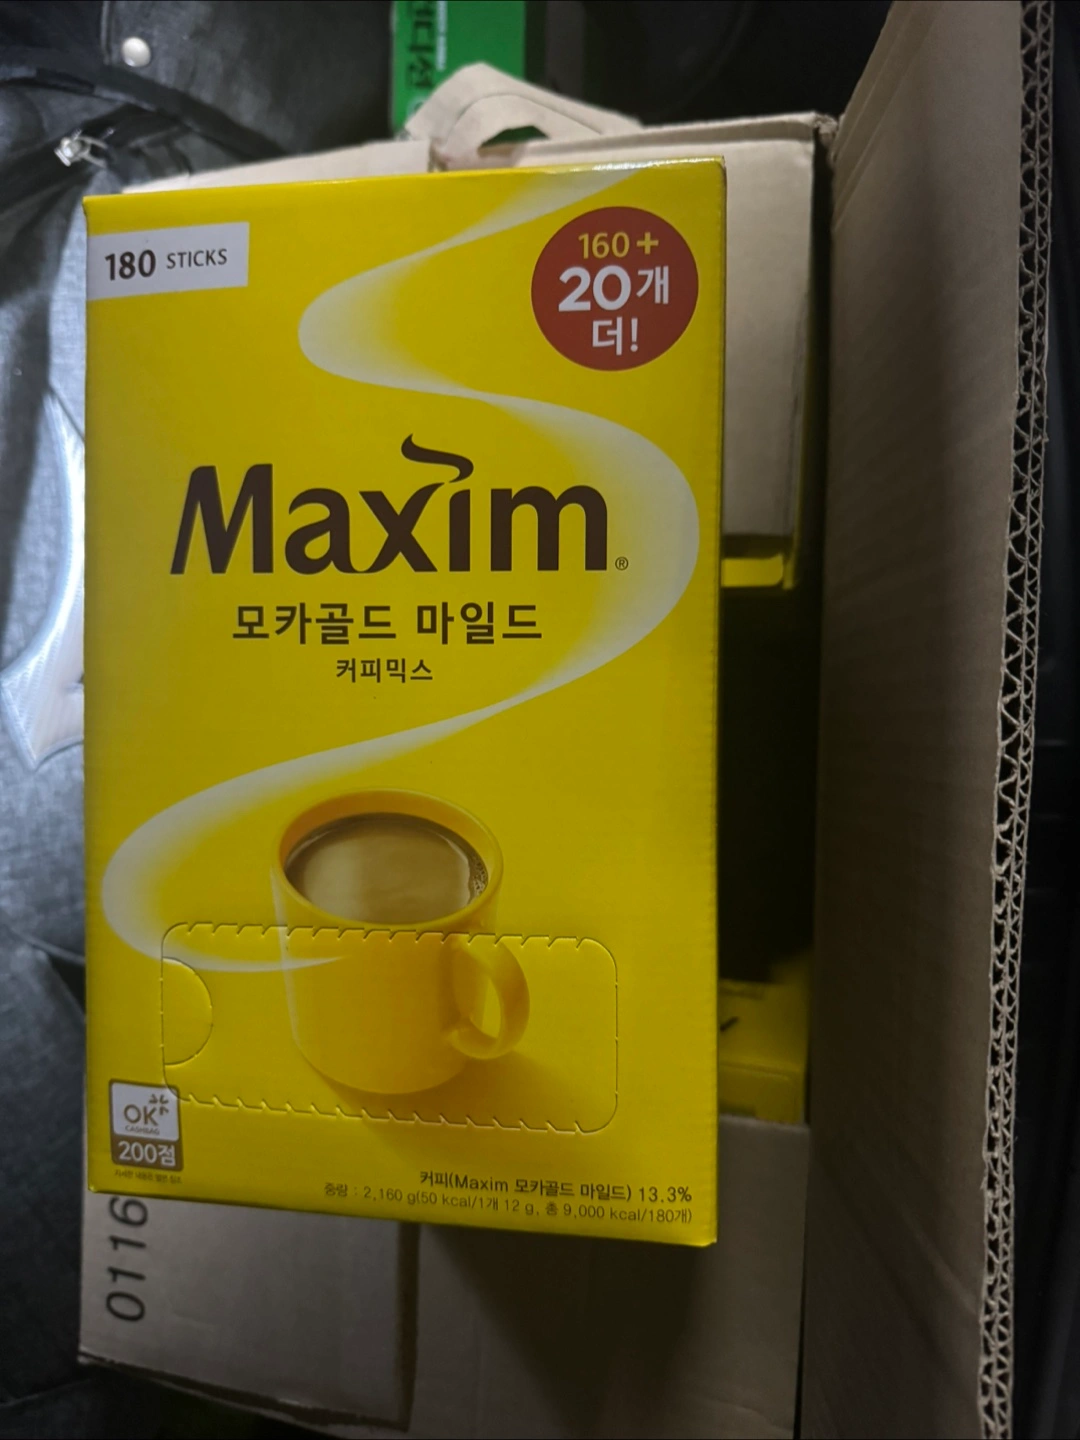 180 STICKS
160+
20개
더!
Maxim®
모카골드 마일드
커피믹스
OK
CASHBAG
200점
커피(Maxim 모카골드 마일드) 13.3%
중량 : 2,160 g(50 kcal/1개 12 g, 총 9,000 kcal/180개)
0116